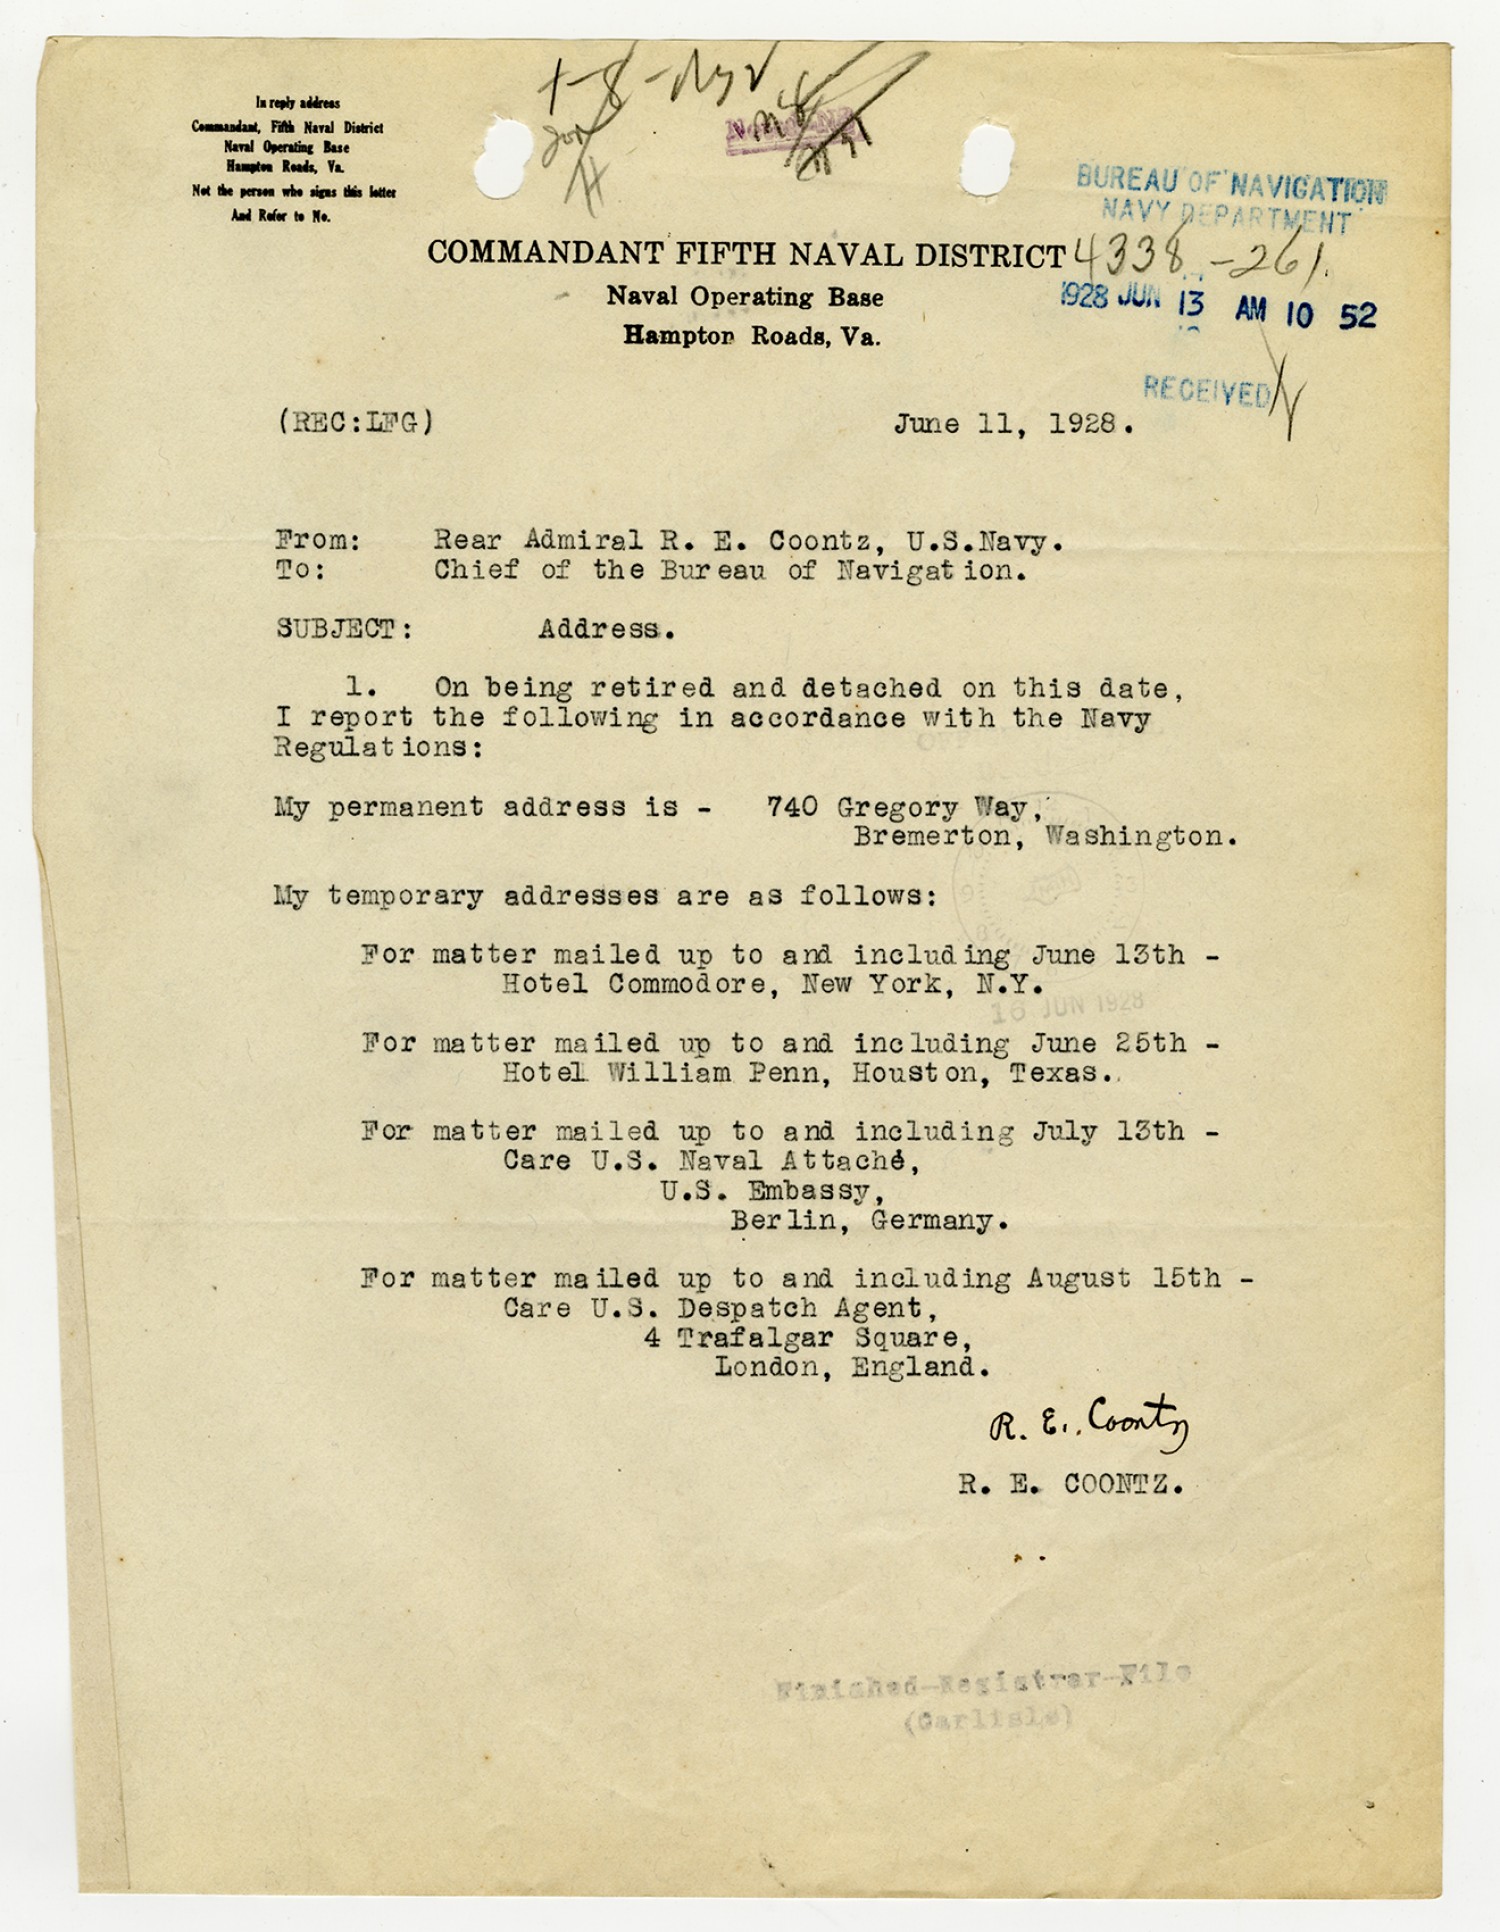 In reply address
Commandant, Fifth Naval District
Naval Operating Base
Hampton Roads, Va.
Not the person who signs this letter
And Refer to No.
BUREAU OF NAVIGATION
NAVY DEPARTMENT
4338-261.
1928 JUN 13 AM 10 52
RECEIVED
COMMANDANT FIFTH NAVAL DISTRICT
Naval Operating Base
Hampton Roads, Va.
(REC:LFG) June 11, 1928.
From: Rear Admiral R. E. Coontz, U.S.Navy.
To: Chief of the Bureau of Navigation.
SUBJECT: Address.
1. On being retired and detached on this date,
I report the following in accordance with the Navy
Regulations:
My permanent address is - 740 Gregory Way,
Bremerton, Washington.
My temporary addresses are as follows:
For matter mailed up to and including June 13th -
Hotel Commodore, New York, N.Y.
16 JUN 1928
For matter mailed up to and including June 25th -
Hotel William Penn, Houston, Texas.
For matter mailed up to and including July 13th -
Care U.S. Naval Attaché,
U.S. Embassy,
Berlin, Germany.
For matter mailed up to and including August 15th -
Care U.S. Despatch Agent,
4 Trafalgar Square,
London, England.
R. E. Coontz
R. E. COONTZ.
Finished-Registrar-File
(Carlisle)